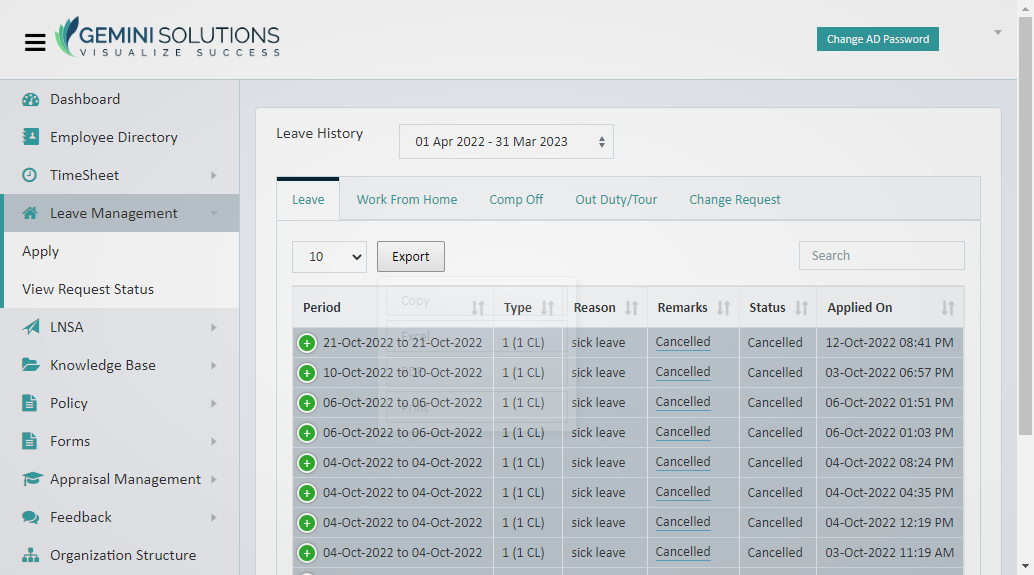 GEMINI SOLUTIONS
VISUALIZE SUCCESS
Change AD Password
Dashboard
Employee Directory
TimeSheet
Leave Management
Apply
View Request Status
LNSA
Knowledge Base
Policy
Forms
Appraisal Management
Feedback
Organization Structure
Leave History
01 Apr 2022 - 31 Mar 2023
Leave Work From Home Comp Off Out Duty/Tour Change Request
10 Export Search
Copy
Excel
Print
Period Type Reason Remarks Status Applied On
21-Oct-2022 to 21-Oct-2022 1 (1 CL) sick leave Cancelled Cancelled 12-Oct-2022 08:41 PM
10-Oct-2022 to 10-Oct-2022 1 (1 CL) sick leave Cancelled Cancelled 03-Oct-2022 06:57 PM
06-Oct-2022 to 06-Oct-2022 1 (1 CL) sick leave Cancelled Cancelled 06-Oct-2022 01:51 PM
06-Oct-2022 to 06-Oct-2022 1 (1 CL) sick leave Cancelled Cancelled 06-Oct-2022 01:03 PM
04-Oct-2022 to 04-Oct-2022 1 (1 CL) sick leave Cancelled Cancelled 04-Oct-2022 08:24 PM
04-Oct-2022 to 04-Oct-2022 1 (1 CL) sick leave Cancelled Cancelled 04-Oct-2022 04:35 PM
04-Oct-2022 to 04-Oct-2022 1 (1 CL) sick leave Cancelled Cancelled 04-Oct-2022 12:19 PM
04-Oct-2022 to 04-Oct-2022 1 (1 CL) sick leave Cancelled Cancelled 03-Oct-2022 11:19 AM